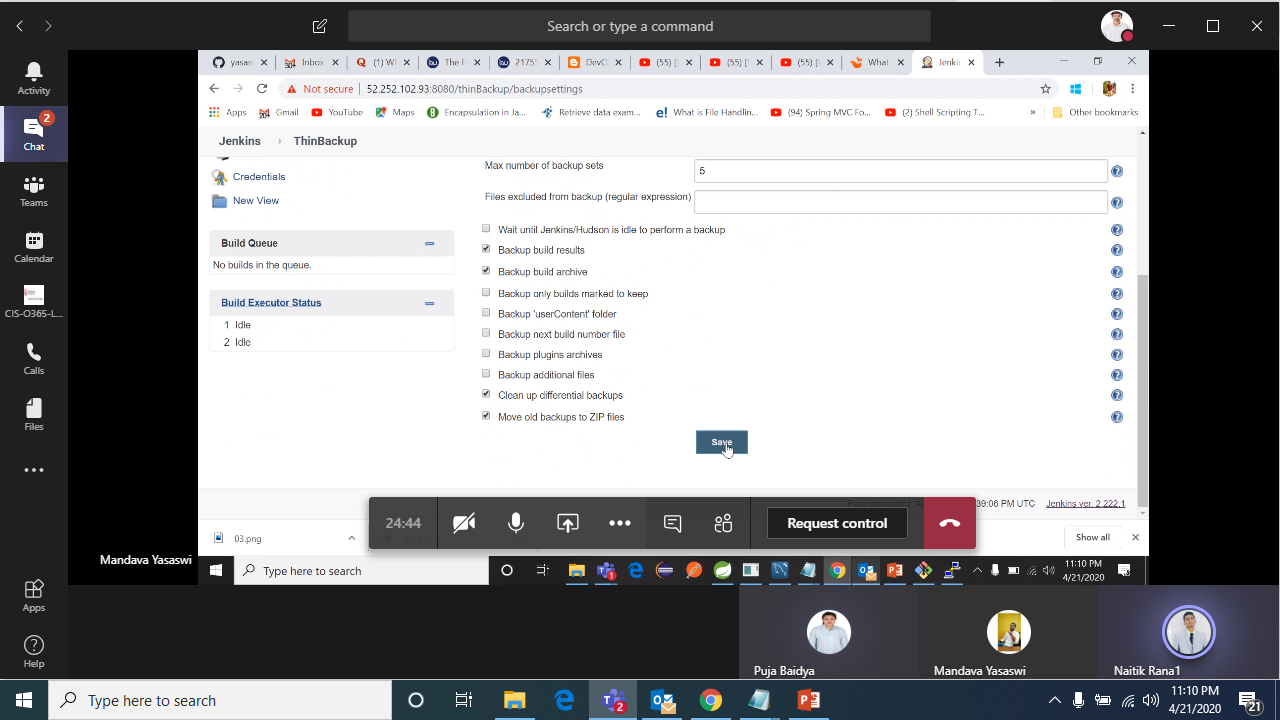 Search or type a command
Activity
2
Chat
Teams
Calendar
CIS-O365-L...
Calls
Files
Apps
Help
yasas
Inbox
(1) Wh
The E
21755
DevO
(55) [\
(55) [\
(55) [\
What
Jenki
Not secure
:8080/thinBackup/backupsettings
Apps
Gmail
YouTube
Maps
Encapsulation in Ja...
Retrieve data exam...
What is File Handlin...
(94) Spring MVC Fo...
(2) Shell Scripting T...
»
Other bookmarks
Jenkins
ThinBackup
Credentials
New View
Build Queue
No builds in the queue.
Build Executor Status
1 Idle
2 Idle
Max number of backup sets
5
Files excluded from backup (regular expression)
Wait until Jenkins/Hudson is idle to perform a backup
Backup build results
Backup build archive
Backup only builds marked to keep
Backup 'userContent' folder
Backup next build number file
Backup plugins archives
Backup additional files
Clean up differential backups
Move old backups to ZIP files
Save
:39:06 PM UTC
Jenkins ver. 2.222.1
24:44
Request control
03.png
Show all
Mandava Yasaswi
Type here to search
11:10 PM
4/21/2020
Puja Baidya
Mandava Yasaswi
Naitik Rana1
Type here to search
2
11:10 PM
4/21/2020
21